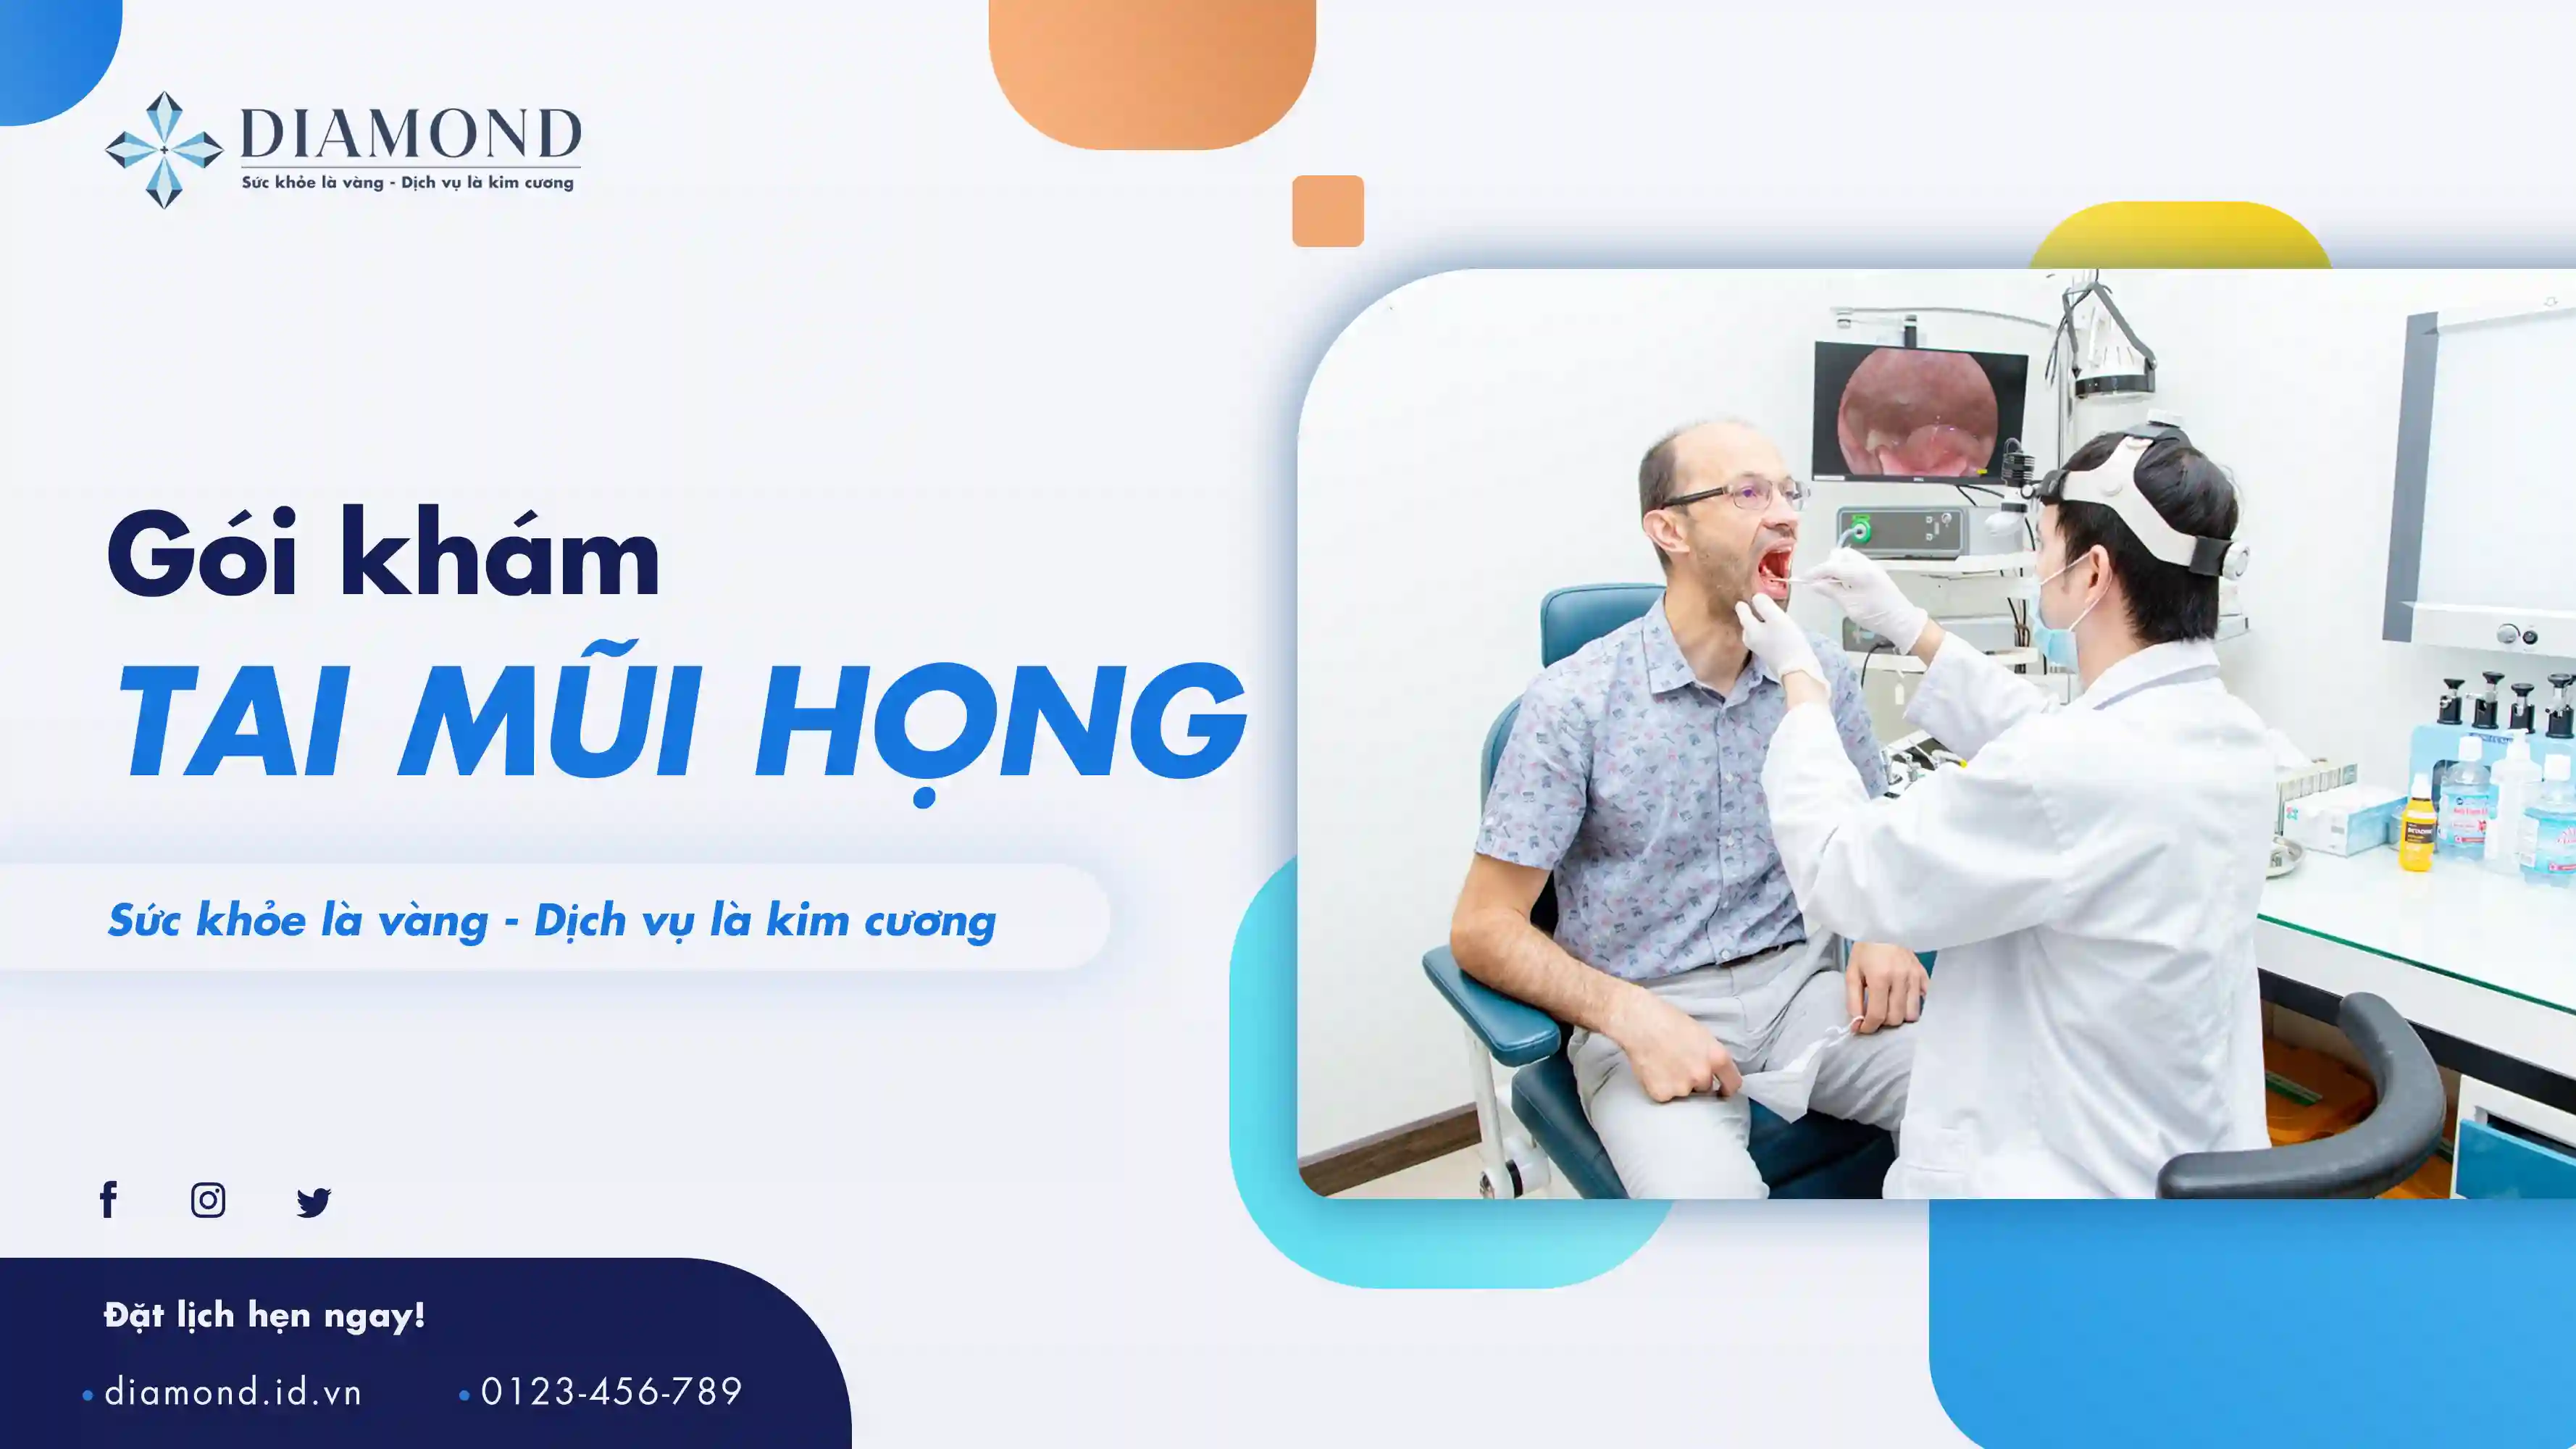 DIAMOND
Sức khỏe là vàng - Dịch vụ là kim cương
Gói khám
TAI MŨI HỌNG
Sức khỏe là vàng - Dịch vụ là kim cương
Đặt lịch hẹn ngay!
diamond.id.vn
0123-456-789